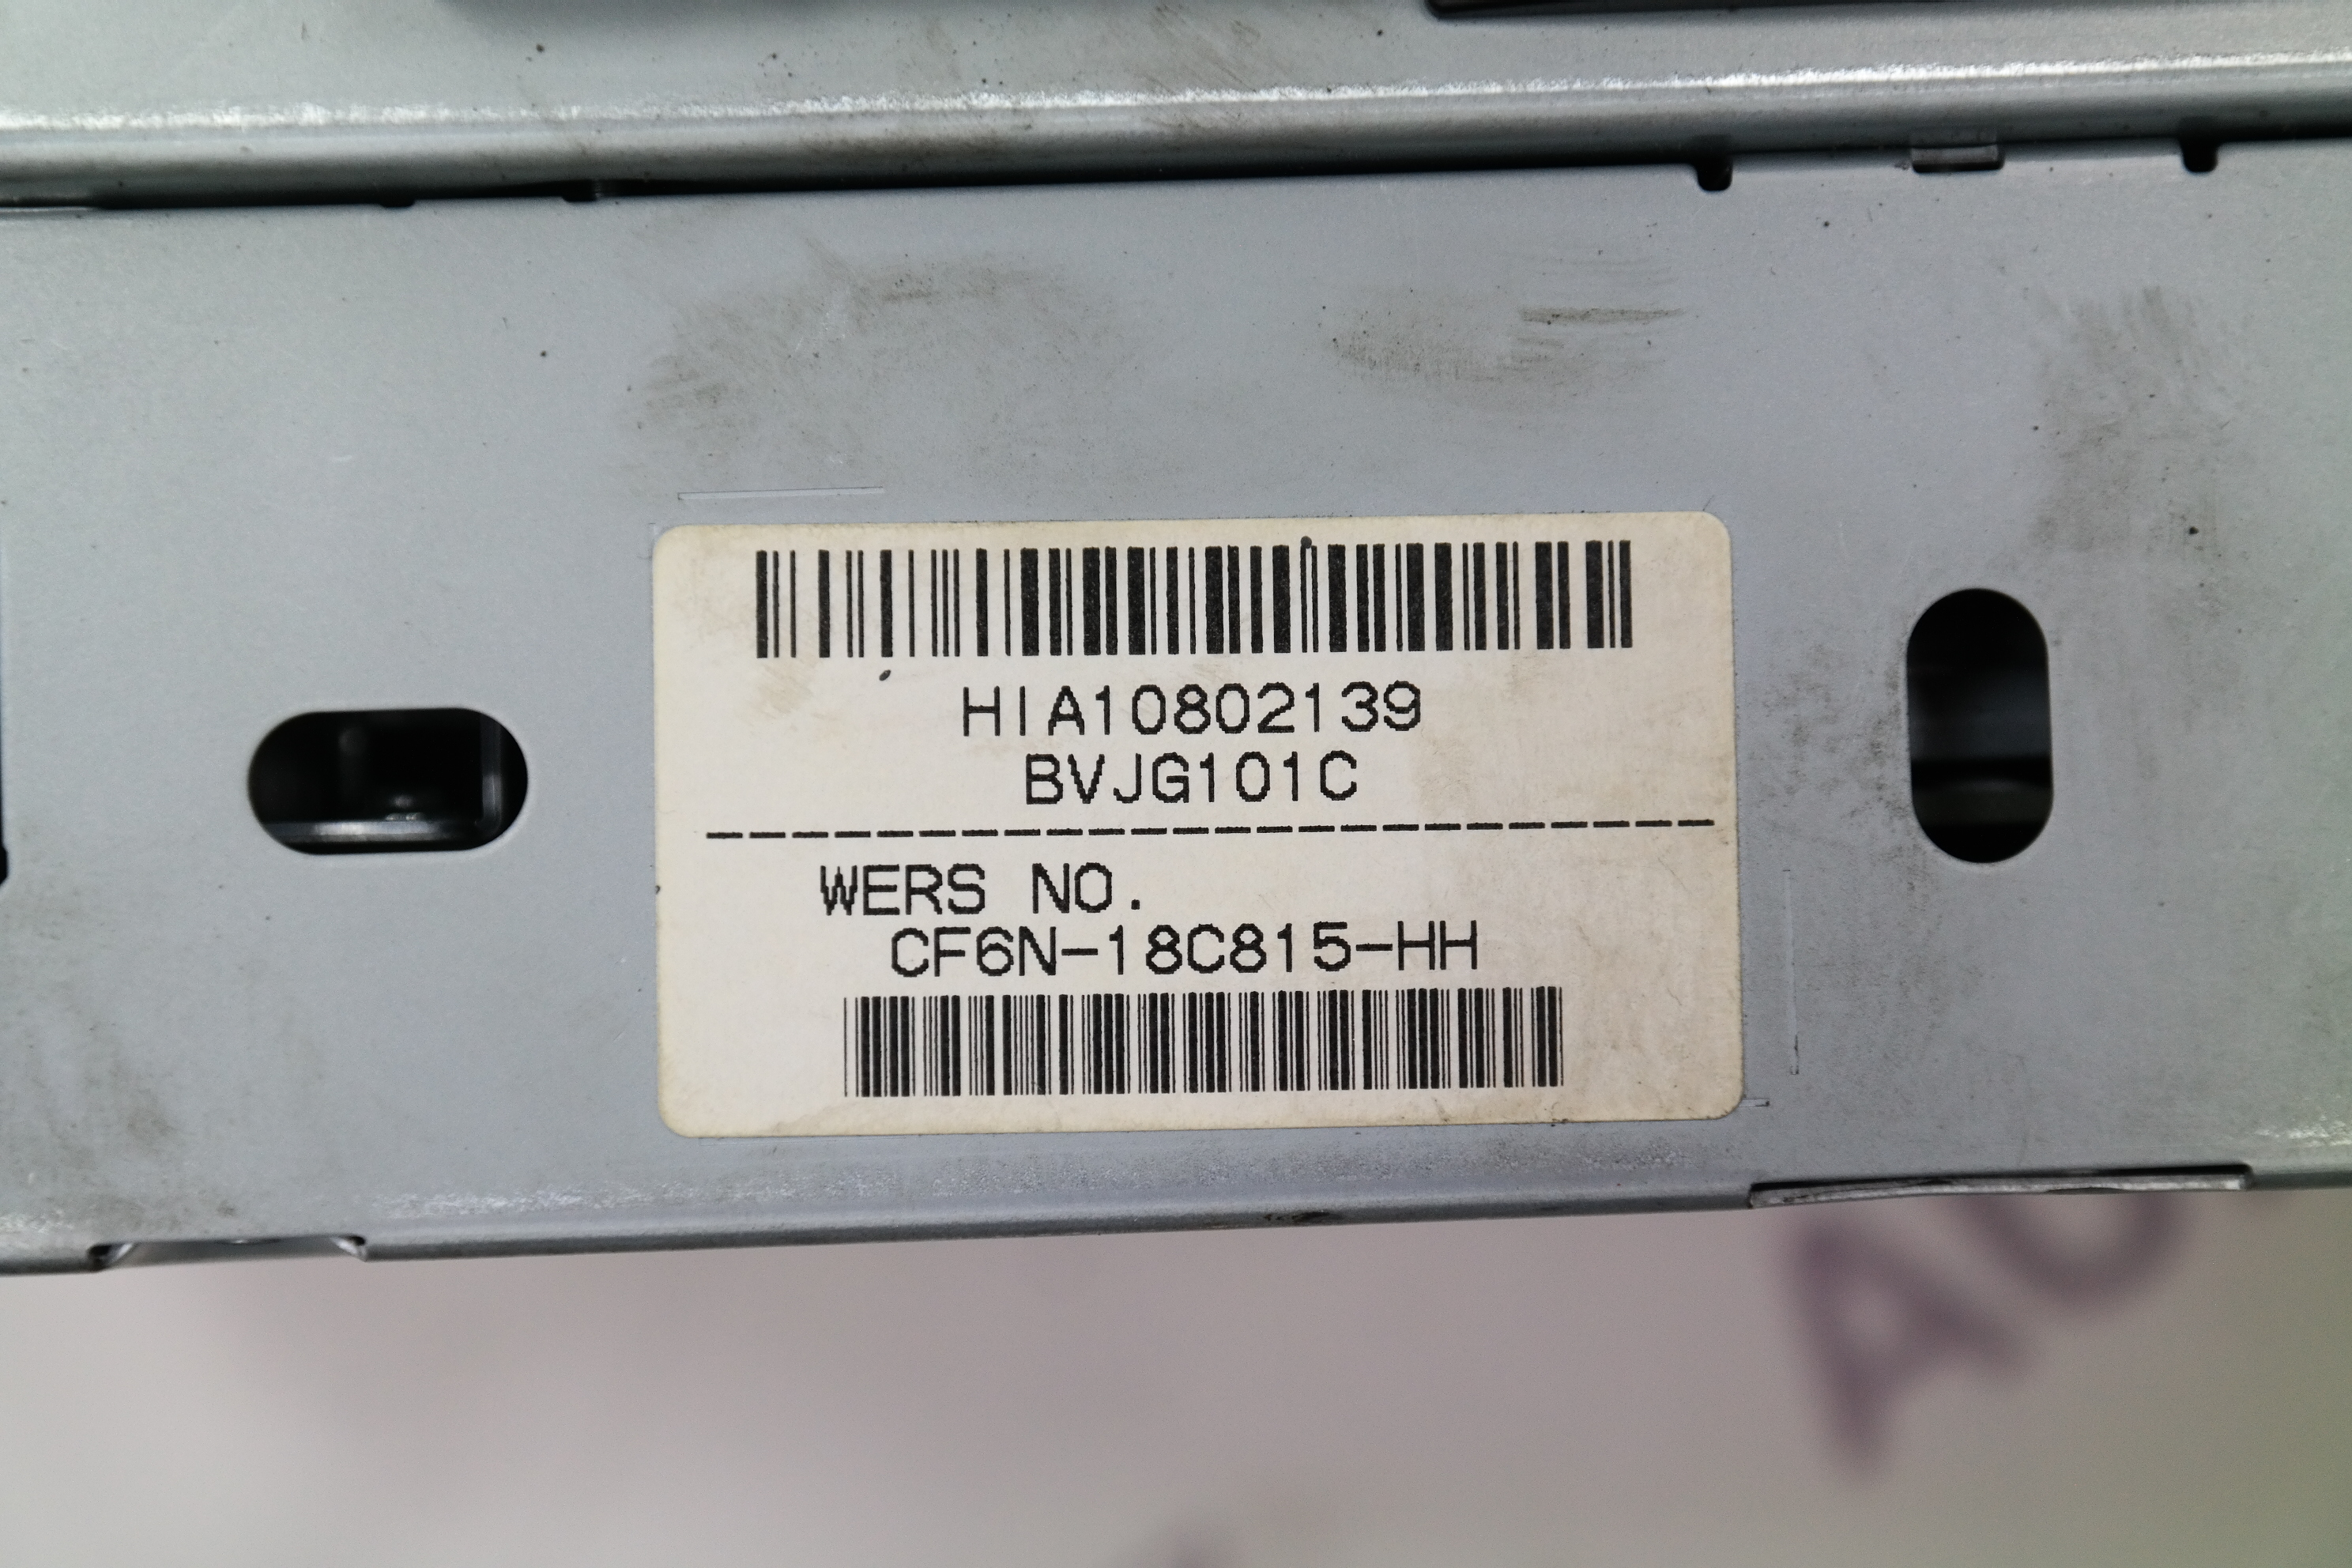 HIA10802139
BVJG101C
WERS NO.
CF6N-18C815-HH